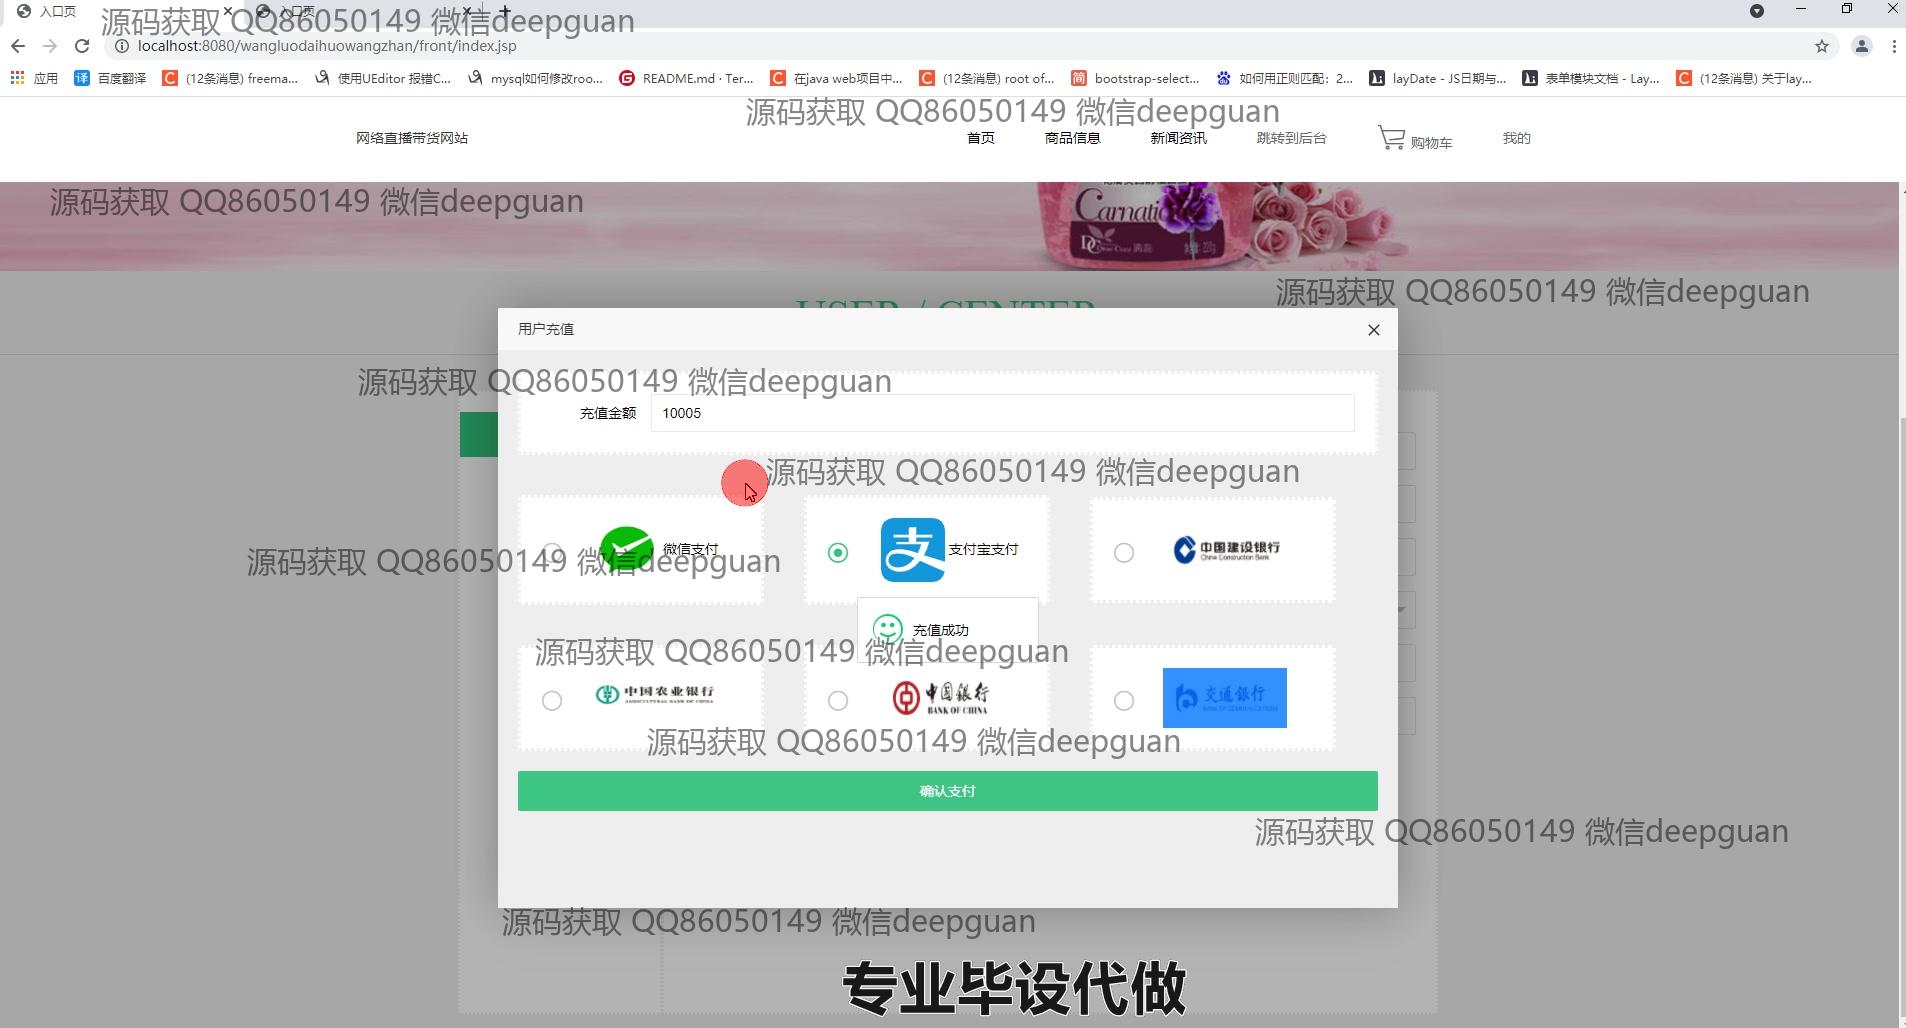 入口页
入口页
源码获取 QQ86050149 微信deepguan
localhost:8080/wangluodaihuowangzhan/front/index.jsp
应用
百度翻译
(12条消息) freema...
使用UEditor 报错C...
mysql如何修改roo...
README.md · Ter...
在java web项目中...
(12条消息) root of...
bootstrap-select...
如何用正则匹配：2...
layDate - JS日期与...
表单模块文档 - Lay...
(12条消息) 关于lay...
源码获取 QQ86050149 微信deepguan
网络直播带货网站
首页
商品信息
新闻资讯
跳转到后台
购物车
我的
源码获取 QQ86050149 微信deepguan
Carnati
源码获取 QQ86050149 微信deepguan
USER / CENTER
用户充值
源码获取 QQ86050149 微信deepguan
充值金额
10005
源码获取 QQ86050149 微信deepguan
微信支付
支付宝支付
中国建设银行
China Construction Bank
源码获取 QQ86050149 微信deepguan
充值成功
源码获取 QQ86050149 微信deepguan
中国农业银行
AGRICULTURAL BANK OF CHINA
中国银行
BANK OF CHINA
交通银行
BANK OF COMMUNICATIONS
源码获取 QQ86050149 微信deepguan
确认支付
源码获取 QQ86050149 微信deepguan
源码获取 QQ86050149 微信deepguan
专业毕设代做